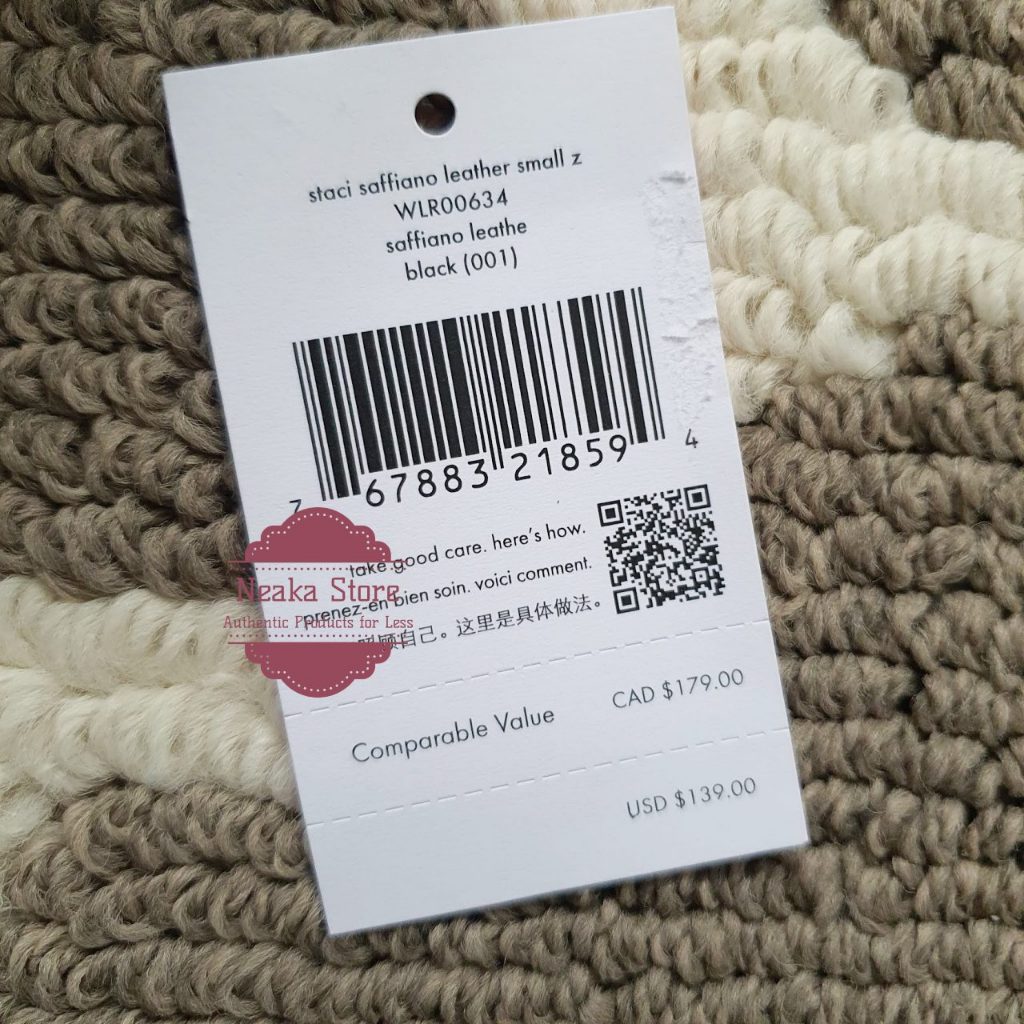 staci saffiano leather small z
WLR00634
saffiano leathe
black (001)
7 67883 21859 4
take good care. here's how.
prenez-en bien soin. voici comment.
照顾自己。这里是具体做法。
Neaka Store
Authentic Products for Less
Comparable Value CAD $179.00
USD $139.00